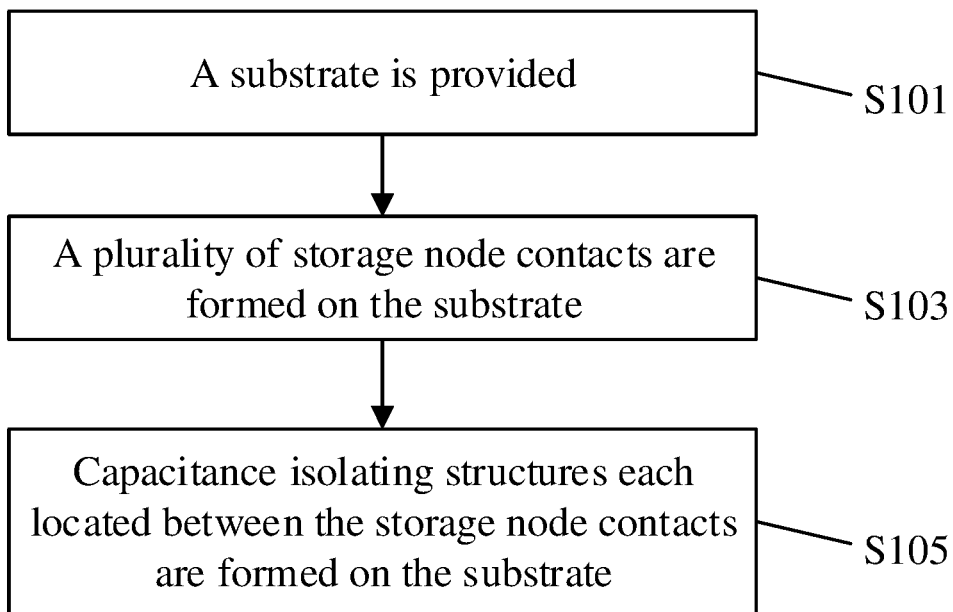 A substrate is provided
S101
A plurality of storage node contacts are
formed on the substrate
S103
Capacitance isolating structures each
located between the storage node contacts
are formed on the substrate
S105